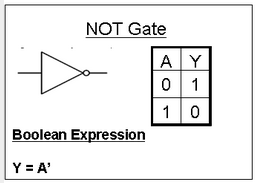 NOT Gate
A Y
0 1
1 0
Boolean Expression
Y = A'